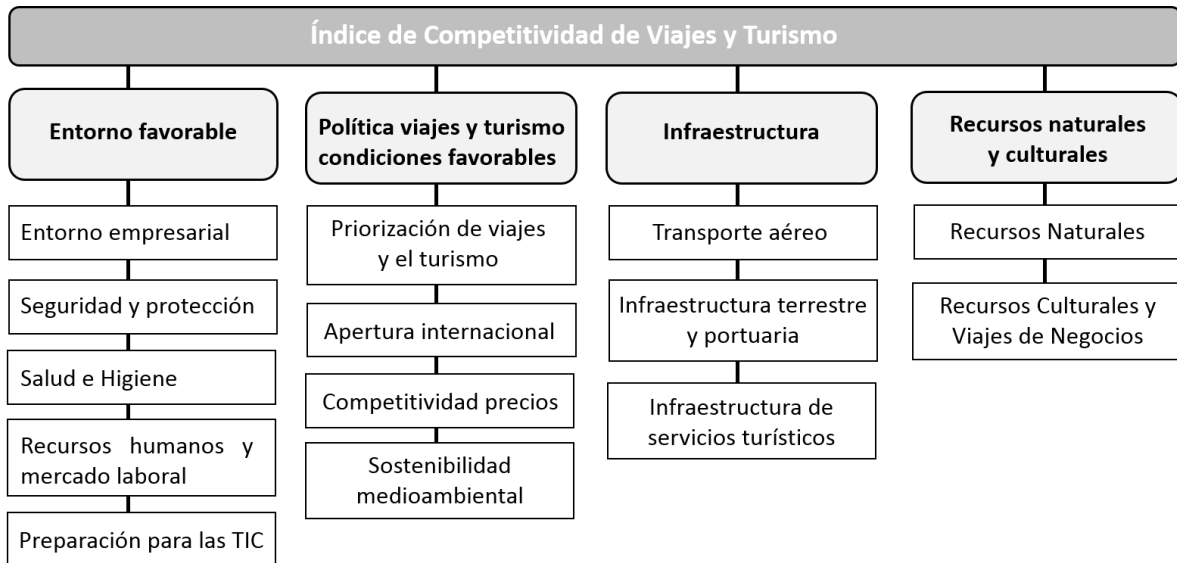 Índice de Competitividad de Viajes y Turismo
Entorno favorable
Entorno empresarial
Seguridad y protección
Salud e Higiene
Recursos humanos y
mercado laboral
Preparación para las TIC
Política viajes y turismo
condiciones favorables
Priorización de viajes
y el turismo
Apertura internacional
Competitividad precios
Sostenibilidad
medioambiental
Infraestructura
Transporte aéreo
Infraestructura terrestre
y portuaria
Infraestructura de
servicios turísticos
Recursos naturales
y culturales
Recursos Naturales
Recursos Culturales y
Viajes de Negocios